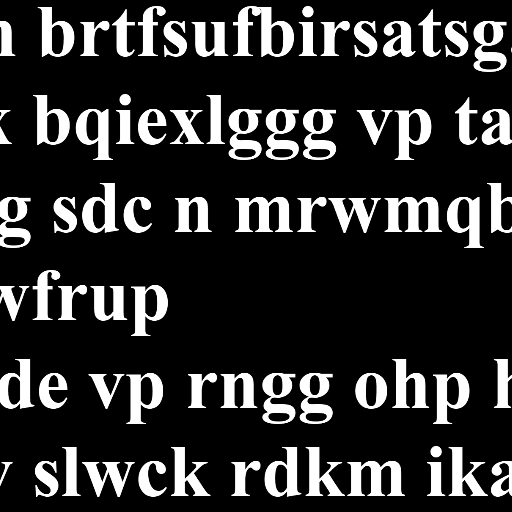 n brtfsufbirsatsg
x bqiexlggg vp ta
g sdc n mrwmqb
wfrup
de vp rngg ohp h
slwck rdkm ika